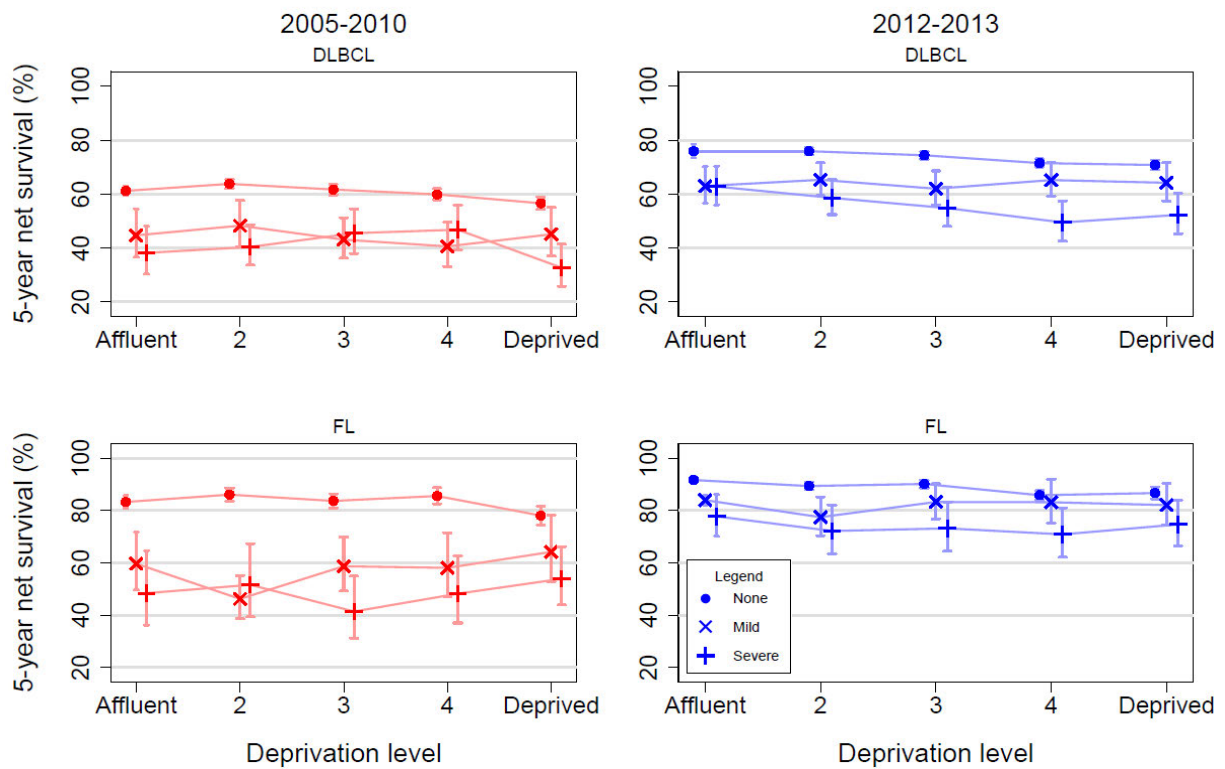 2005-2010
2012-2013
DLBCL
DLBCL
5-year net survival (%)
100
80
60
40
20
Affluent 2 3 4 Deprived
100
80
60
40
20
Affluent 2 3 4 Deprived
FL
FL
5-year net survival (%)
100
80
60
40
20
Affluent 2 3 4 Deprived
Deprivation level
100
80
60
40
20
Legend
None
Mild
Severe
Affluent 2 3 4 Deprived
Deprivation level